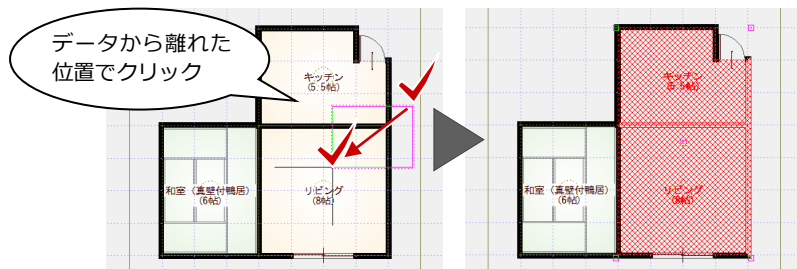 データから離れた
位置でクリック
キッチン
(5.5帖)
和室（真壁付鴨居）
(6帖)
リビング
(8帖)
キッチン
(5.5帖)
和室（真壁付鴨居）
(6帖)
リビング
(8帖)